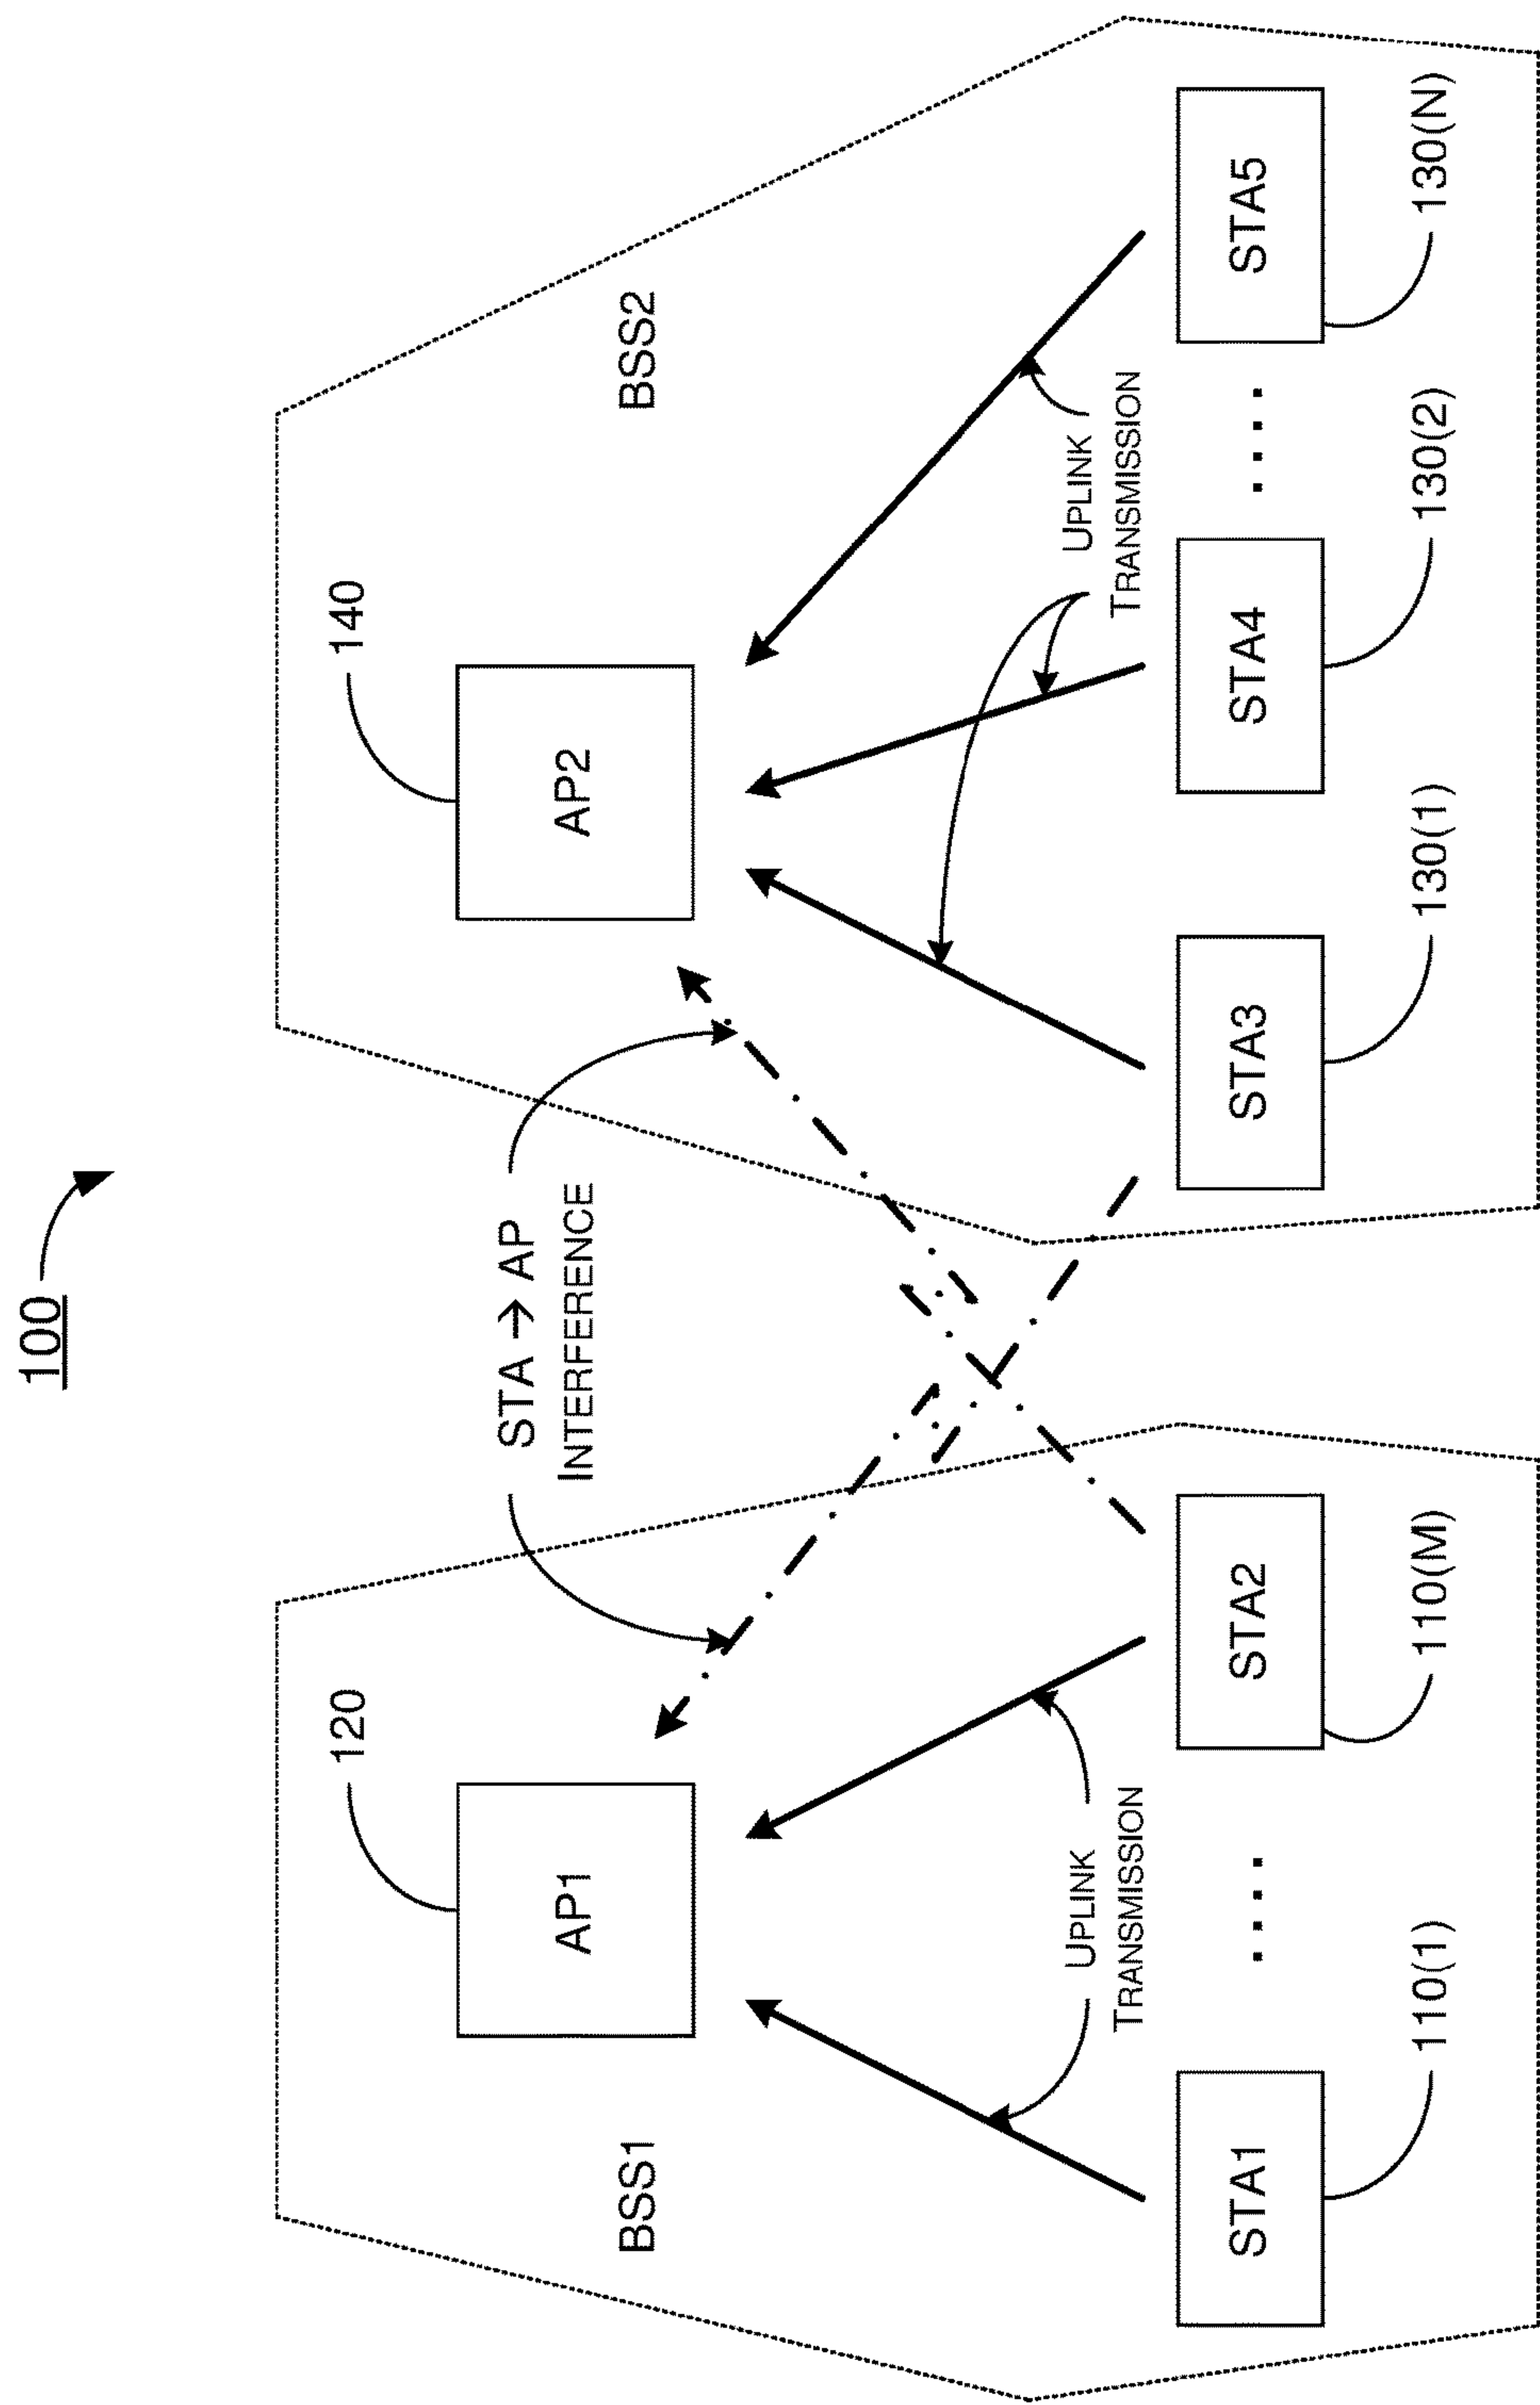 100
120
140
STA → AP
INTERFERENCE
AP1
AP2
BSS1
BSS2
UPLINK
TRANSMISSION
UPLINK
TRANSMISSION
STA1
....
STA2
STA3
STA4
....
STA5
110(1)
110(M)
130(1)
130(2)
130(N)